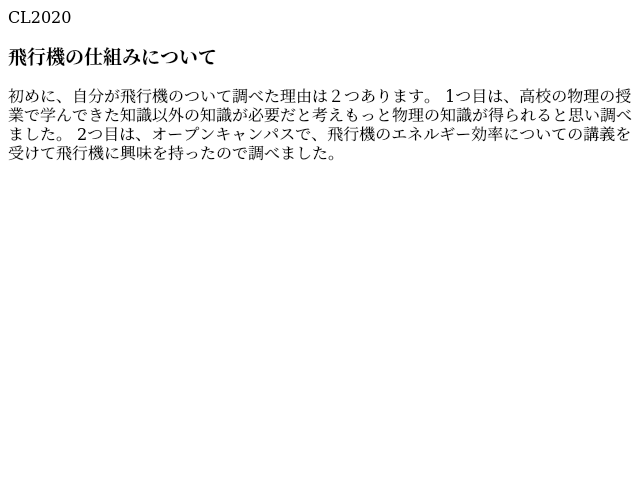 CL2020
飛行機の仕組みについて
初めに、自分が飛行機のついて調べた理由は２つあります。 1つ目は、高校の物理の授
業で学んできた知識以外の知識が必要だと考えもっと物理の知識が得られると思い調べ
ました。 2つ目は、オープンキャンパスで、飛行機のエネルギー効率についての講義を
受けて飛行機に興味を持ったので調べました。